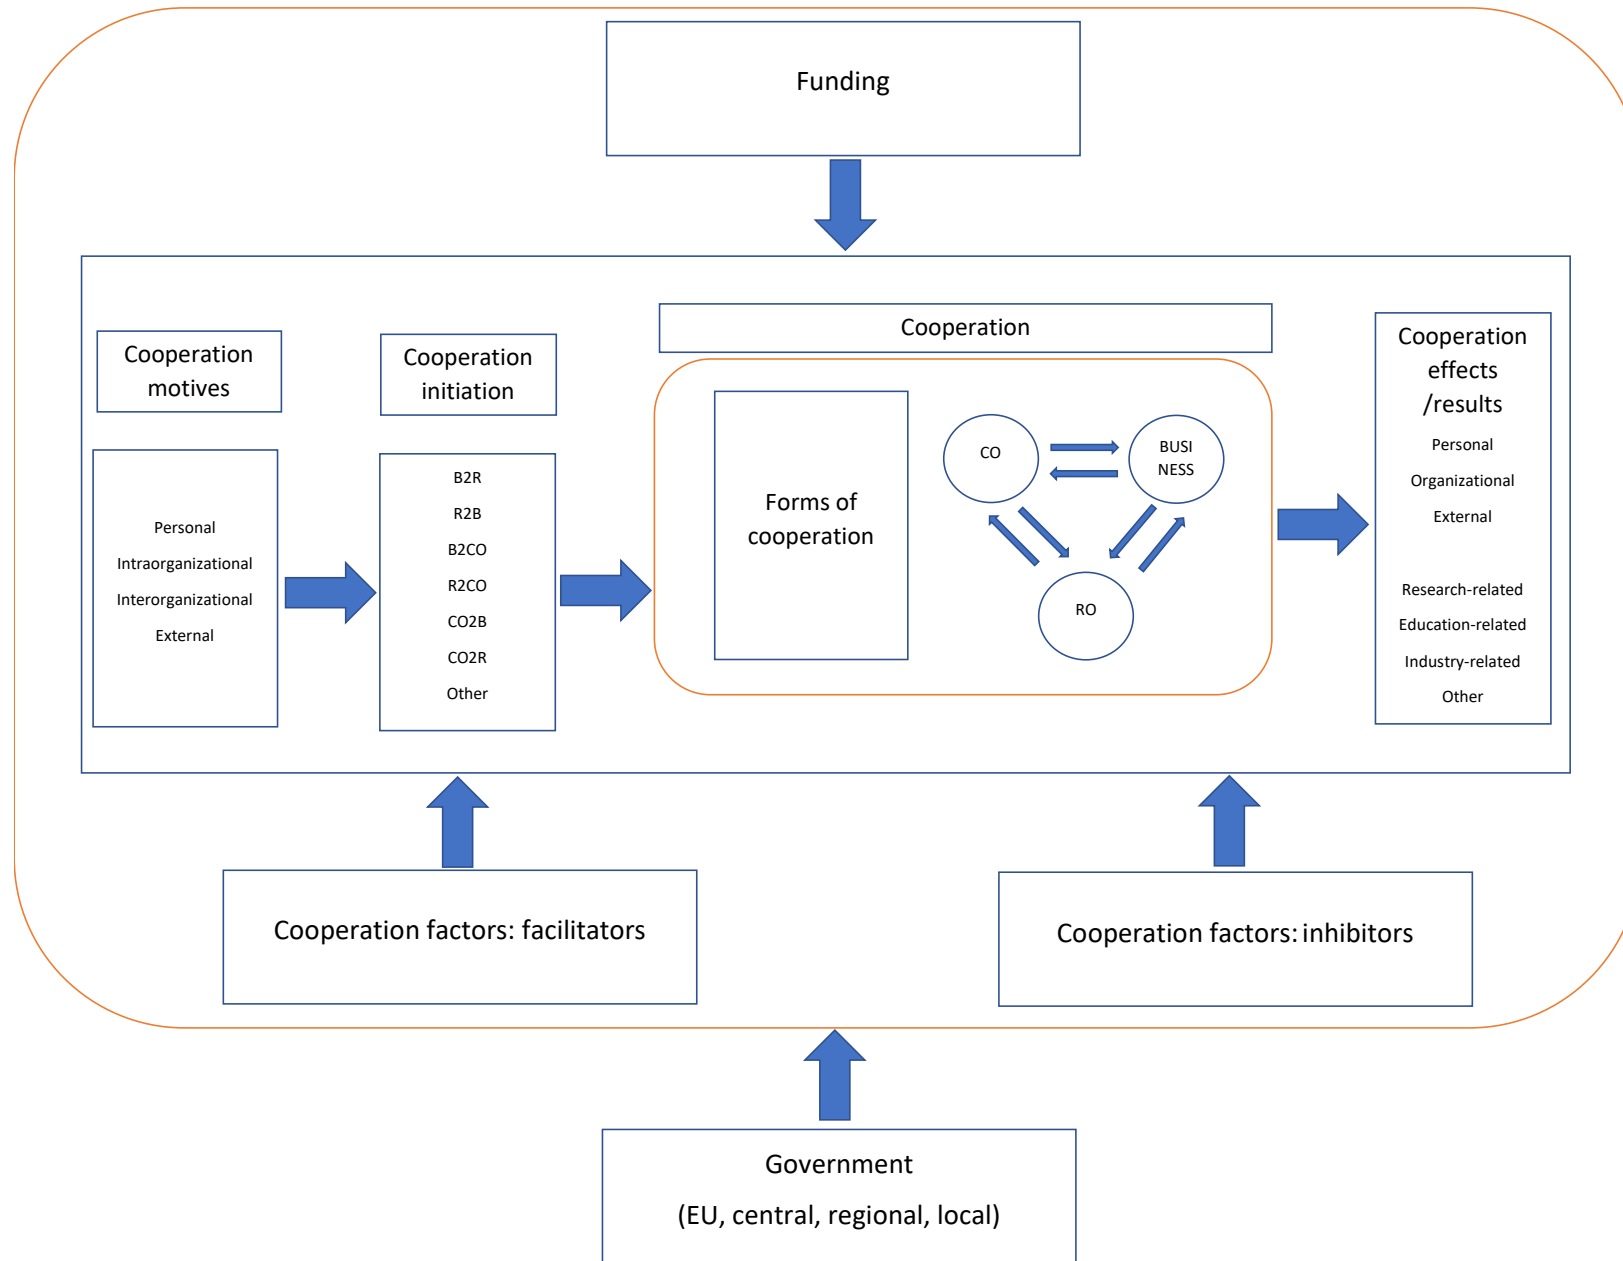 Funding
Cooperation
motives
Personal
Intraorganizational
Interorganizational
External
Cooperation
initiation
B2R
R2B
B2CO
R2CO
CO2B
CO2R
Other
Cooperation
Forms of
cooperation
CO
BUSI
NESS
RO
Cooperation
effects
/results
Personal
Organizational
External
Research-related
Education-related
Industry-related
Other
Cooperation factors: facilitators
Cooperation factors: inhibitors
Government
(EU, central, regional, local)